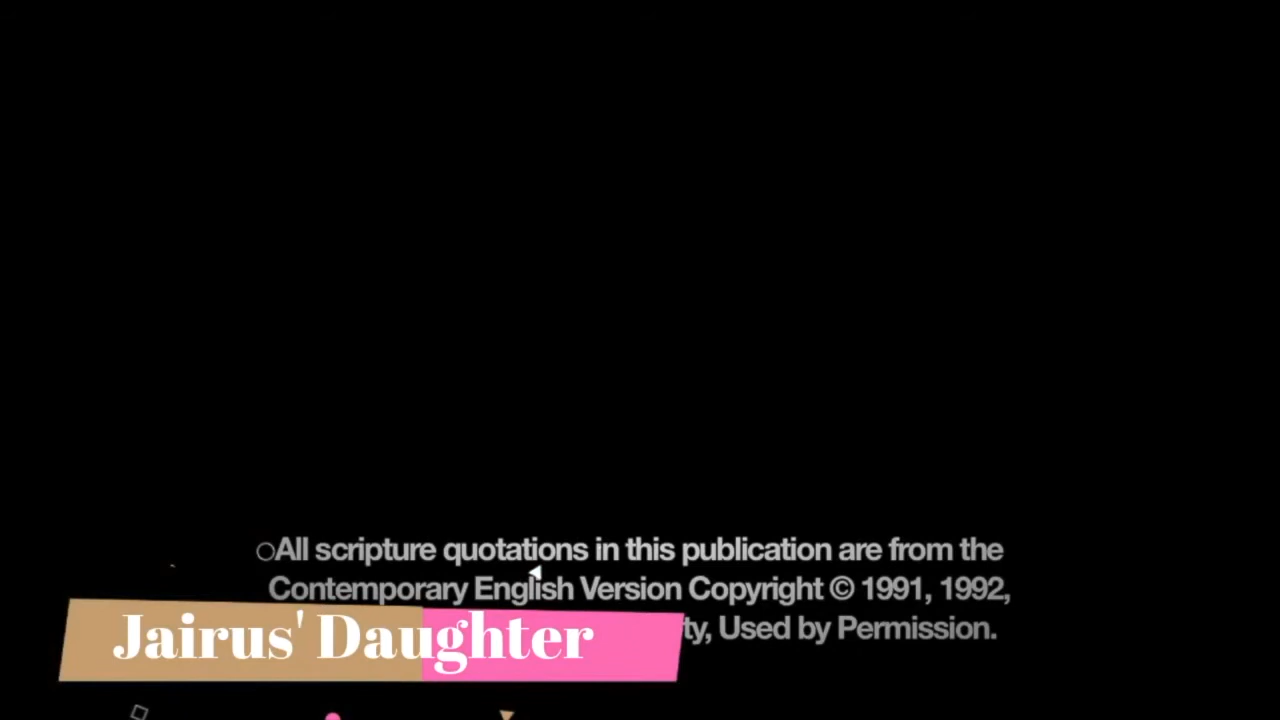 All scripture quotations in this publication are from the
Contemporary English Version Copyright © 1991, 1992,
ty, Used by Permission.
Jairus' Daughter